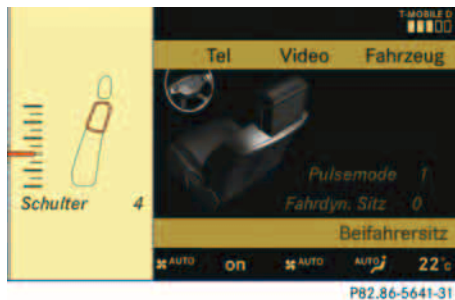 T-MOBILE D
Tel Video Fahrzeug
Pulsemode 1
Schulter 4
Fahrdyn. Sitz 0
Beifahrersitz
AUTO on AUTO AUTO 22°c
P82.86-5641-31